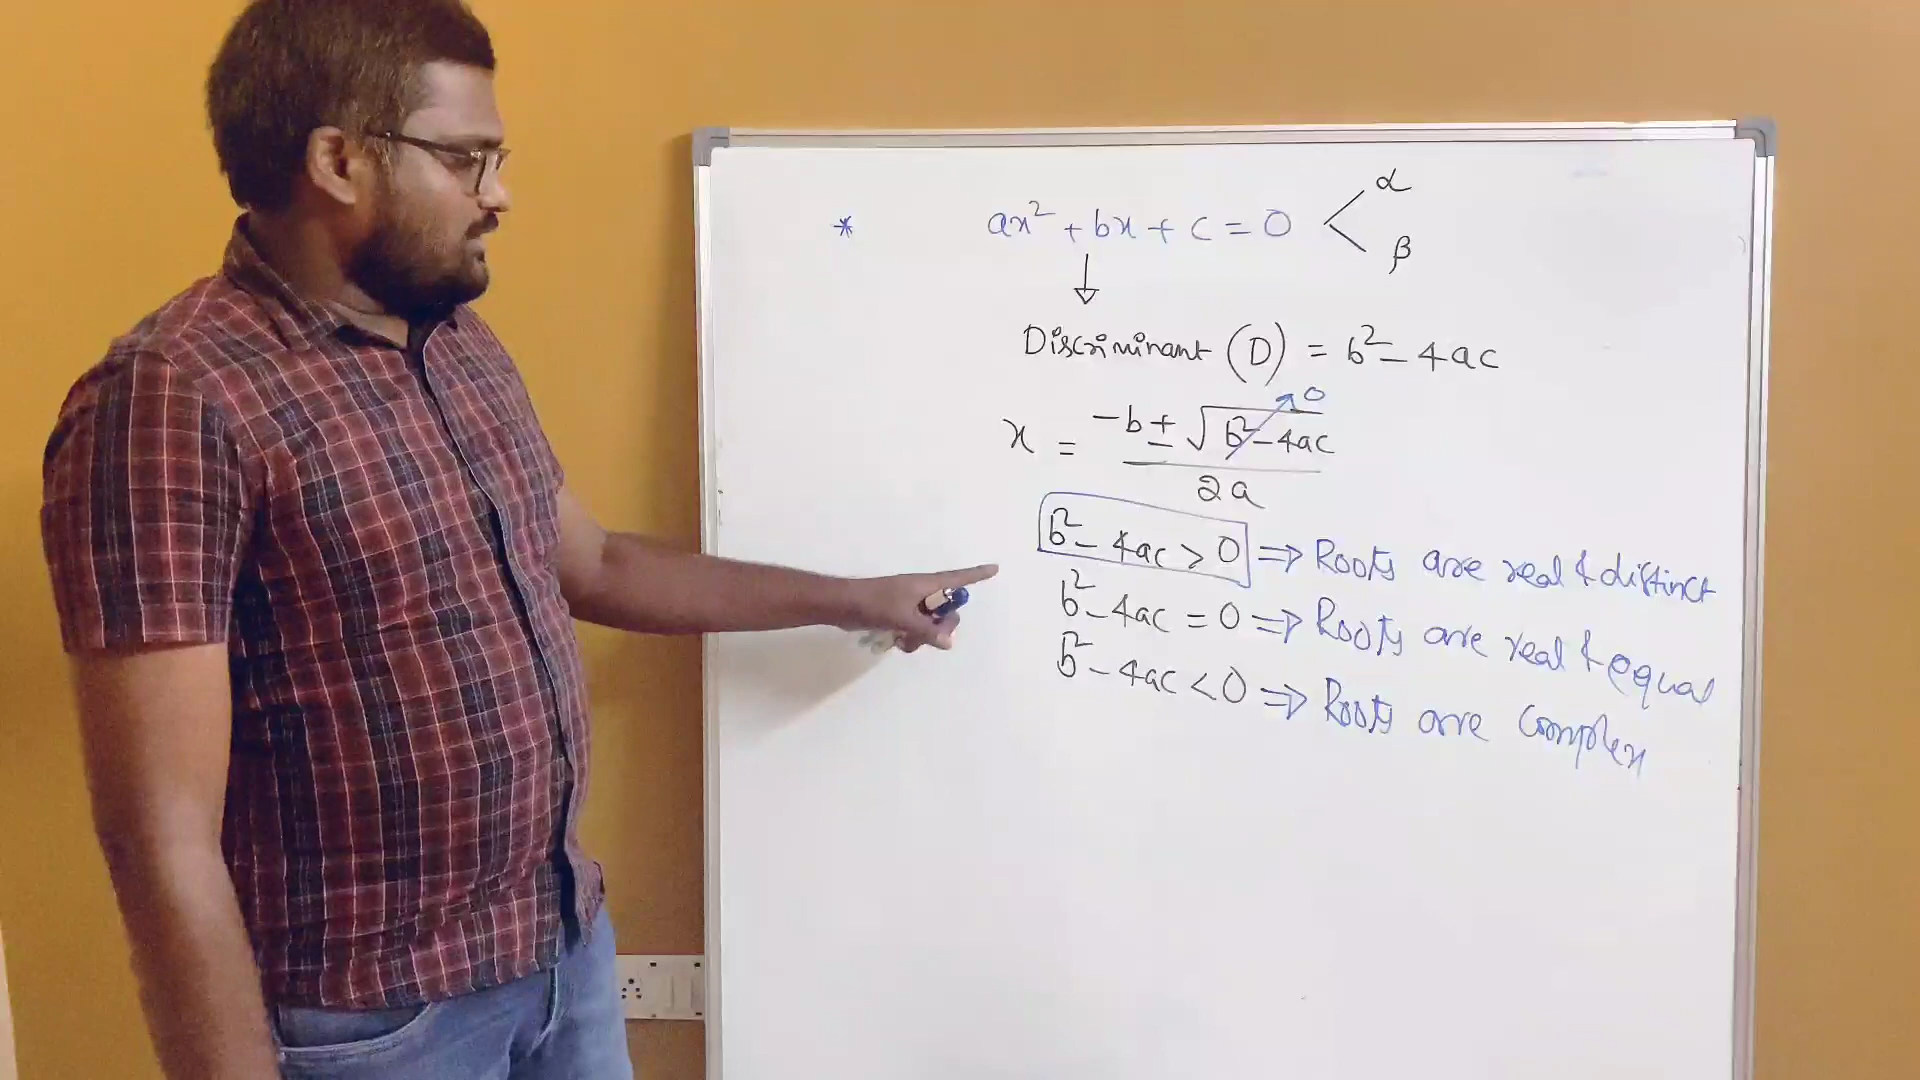 * ax² + bx + c = 0 < α β
↓
Discriminant (D) = b² - 4ac
x = (-b ± √(b² - 4ac)) / 2a ↗ 0
b² - 4ac > 0 ⇒ Roots are real & distinct
b² - 4ac = 0 ⇒ Roots are real & equal
b² - 4ac < 0 ⇒ Roots are complex